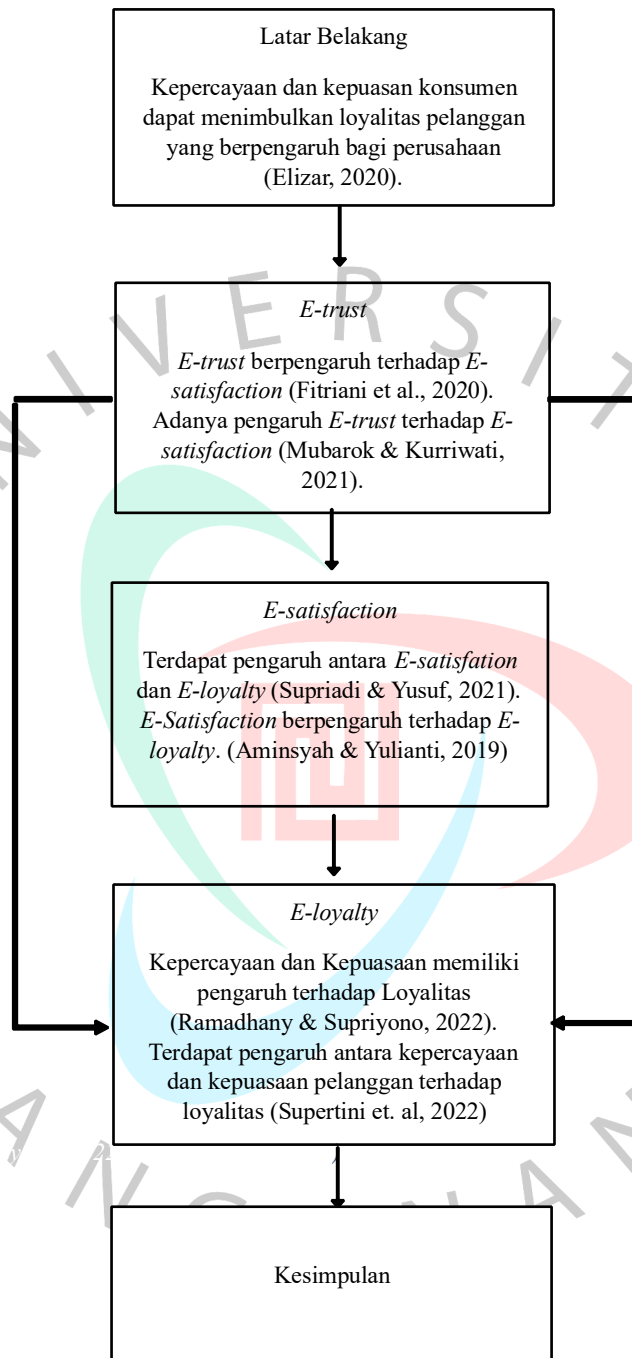 Latar Belakang
Kepercayaan dan kepuasan konsumen
dapat menimbulkan loyalitas pelanggan
yang berpengaruh bagi perusahaan
(Elizar, 2020).
E-trust
E-trust berpengaruh terhadap E-
satisfaction (Fitriani et al., 2020).
Adanya pengaruh E-trust terhadap E-
satisfaction (Mubarok & Kurriwati,
2021).
E-satisfaction
Terdapat pengaruh antara E-satisfation
dan E-loyalty (Supriadi & Yusuf, 2021).
E-Satisfaction berpengaruh terhadap E-
loyalty. (Aminsyah & Yulianti, 2019)
E-loyalty
Kepercayaan dan Kepuasaan memiliki
pengaruh terhadap Loyalitas
(Ramadhany & Supriyono, 2022).
Terdapat pengaruh antara kepercayaan
dan kepuasaan pelanggan terhadap
loyalitas (Supertini et. al, 2022)
Kesimpulan